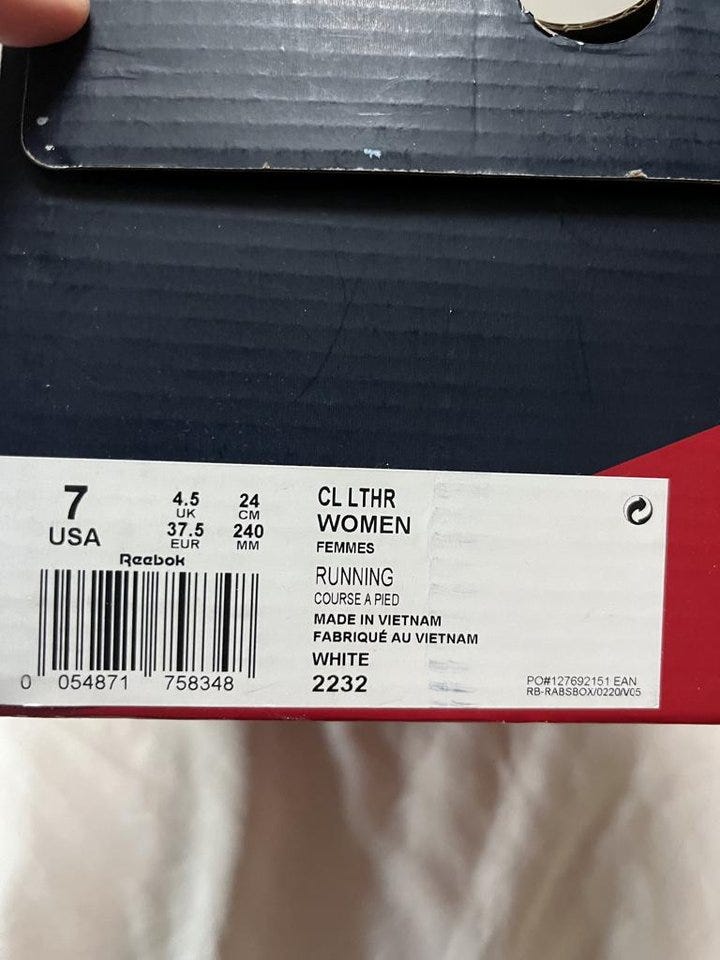 7
USA
4.5
UK
37.5
EUR
24
CM
240
MM
Reebok
0 054871 758348
CL LTHR
WOMEN
FEMMES
RUNNING
COURSE A PIED
MADE IN VIETNAM
FABRIQUÉ AU VIETNAM
WHITE
2232
PO#127692151 EAN
RB-RABSBOX/0220/V05